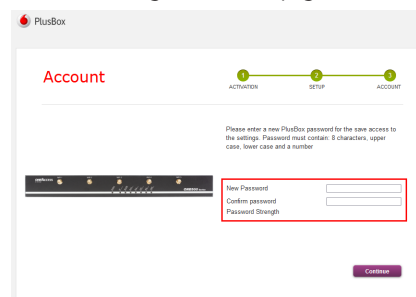 PlusBox
Account
1 2 3
ACTIVATION SETUP ACCOUNT
Please enter a new PlusBox password for the save access to
the settings. Password must contain: 8 characters, upper
case, lower case and a number
New Password
Confirm password
Password Strength
Continue